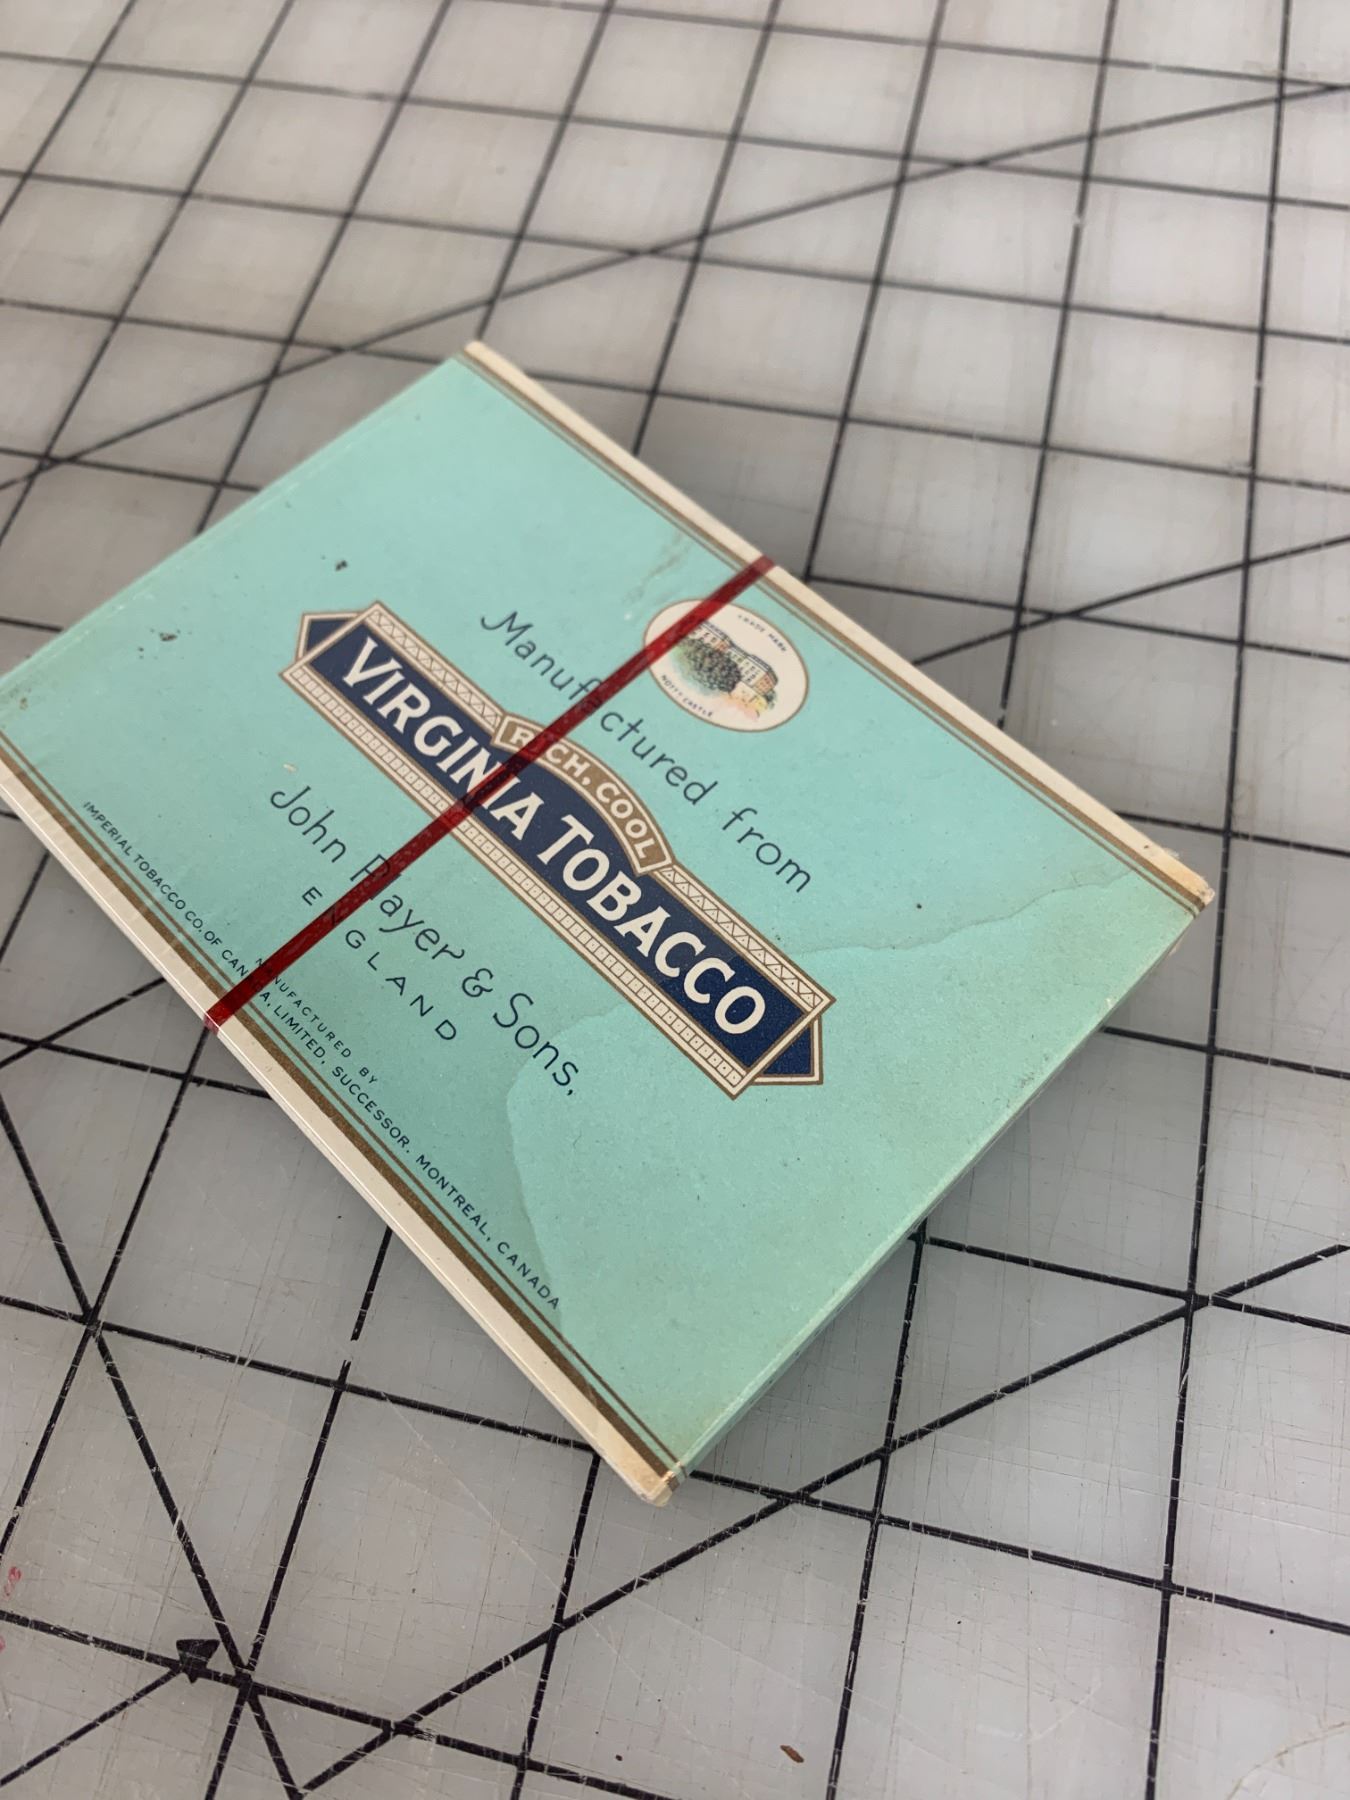 TRADE MARK
NOTTM CASTLE
Manufactured from
RICH, COOL
VIRGINIA TOBACCO
John Player & Sons,
ENGLAND
MANUFACTURED BY
IMPERIAL TOBACCO CO. OF CANADA, LIMITED, SUCCESSOR. MONTREAL, CANADA